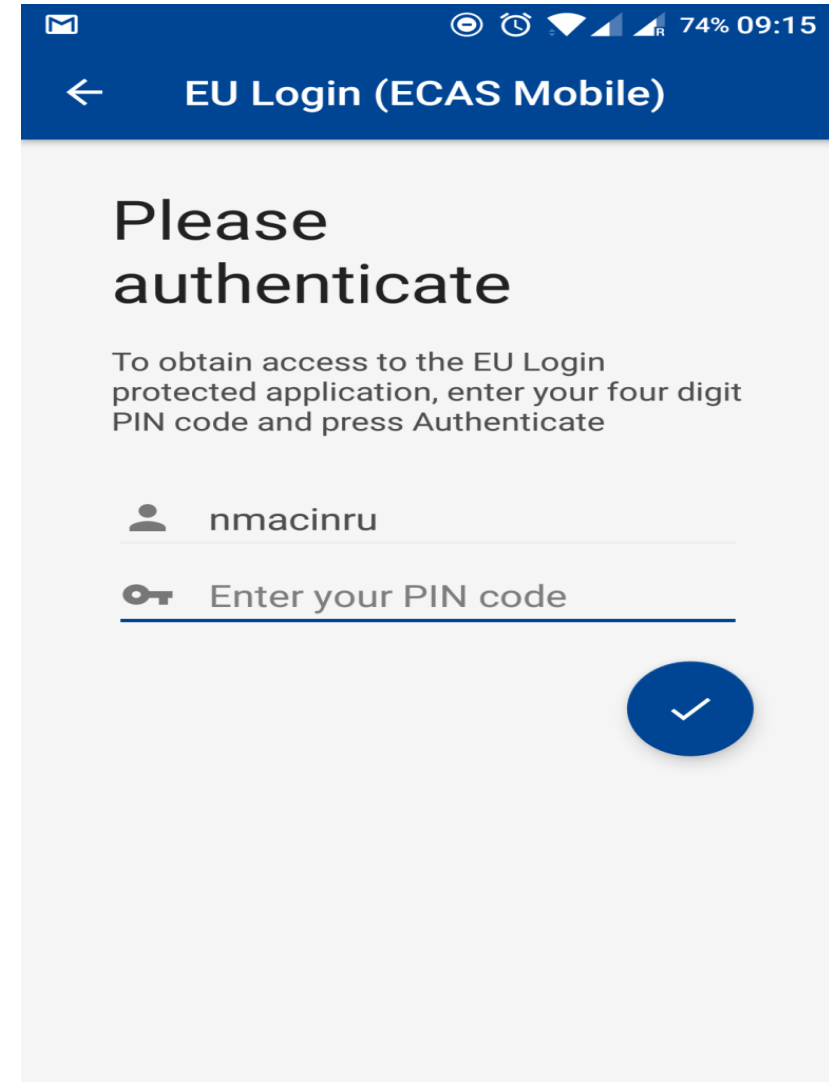 74% 09:15
EU Login (ECAS Mobile)
Please
authenticate
To obtain access to the EU Login
protected application, enter your four digit
PIN code and press Authenticate
nmacinru
Enter your PIN code